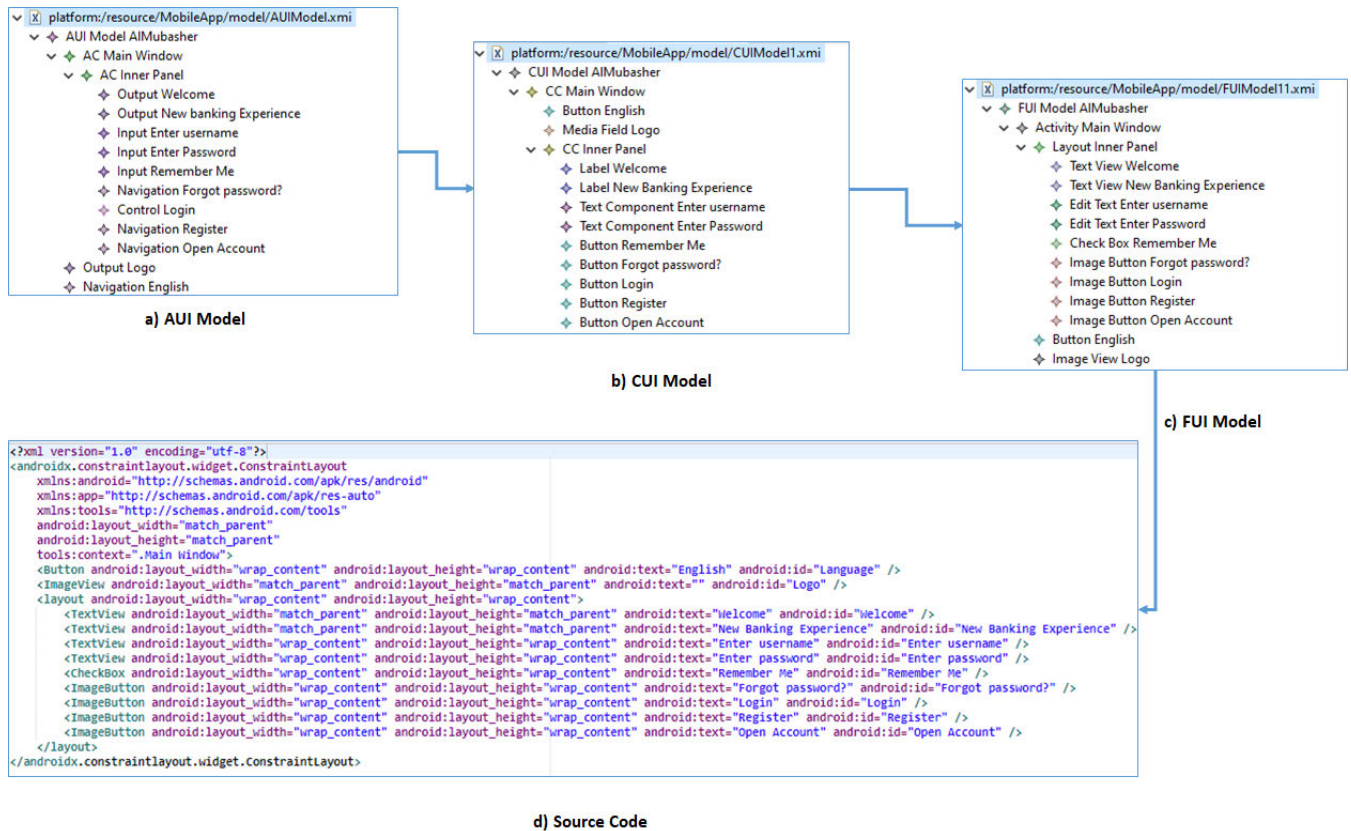 platform:/resource/MobileApp/model/AUIModel.xmi
AUI Model AlMubasher
AC Main Window
AC Inner Panel
Output Welcome
Output New banking Experience
Input Enter username
Input Enter Password
Input Remember Me
Navigation Forgot password?
Control Login
Navigation Register
Navigation Open Account
Output Logo
Navigation English
a) AUI Model
platform:/resource/MobileApp/model/CUIModel1.xmi
CUI Model AlMubasher
CC Main Window
Button English
Media Field Logo
CC Inner Panel
Label Welcome
Label New Banking Experience
Text Component Enter username
Text Component Enter Password
Button Remember Me
Button Forgot password?
Button Login
Button Register
Button Open Account
b) CUI Model
platform:/resource/MobileApp/model/FUIModel11.xmi
FUI Model AlMubasher
Activity Main Window
Layout Inner Panel
Text View Welcome
Text View New Banking Experience
Edit Text Enter username
Edit Text Enter Password
Check Box Remember Me
Image Button Forgot password?
Image Button Login
Image Button Register
Image Button Open Account
Button English
Image View Logo
c) FUI Model
<?xml version="1.0" encoding="utf-8"?>
<androidx.constraintlayout.widget.ConstraintLayout
xmlns:android="http://schemas.android.com/apk/res/android"
xmlns:app="http://schemas.android.com/apk/res-auto"
xmlns:tools="http://schemas.android.com/tools"
android:layout_width="match_parent"
android:layout_height="match_parent"
tools:context=".Main Window">
<Button android:layout_width="wrap_content" android:layout_height="wrap_content" android:text="English" android:id="Language" />
<ImageView android:layout_width="match_parent" android:layout_height="match_parent" android:text="" android:id="Logo" />
<layout android:layout_width="wrap_content" android:layout_height="wrap_content">
<TextView android:layout_width="match_parent" android:layout_height="match_parent" android:text="Welcome" android:id="Welcome" />
<TextView android:layout_width="match_parent" android:layout_height="match_parent" android:text="New Banking Experience" android:id="New Banking Experience" />
<TextView android:layout_width="wrap_content" android:layout_height="wrap_content" android:text="Enter username" android:id="Enter username" />
<TextView android:layout_width="wrap_content" android:layout_height="wrap_content" android:text="Enter password" android:id="Enter password" />
<CheckBox android:layout_width="wrap_content" android:layout_height="wrap_content" android:text="Remember Me" android:id="Remember Me" />
<ImageButton android:layout_width="wrap_content" android:layout_height="wrap_content" android:text="Forgot password?" android:id="Forgot password?" />
<ImageButton android:layout_width="wrap_content" android:layout_height="wrap_content" android:text="Login" android:id="Login" />
<ImageButton android:layout_width="wrap_content" android:layout_height="wrap_content" android:text="Register" android:id="Register" />
<ImageButton android:layout_width="wrap_content" android:layout_height="wrap_content" android:text="Open Account" android:id="Open Account" />
</layout>
</androidx.constraintlayout.widget.ConstraintLayout>
d) Source Code